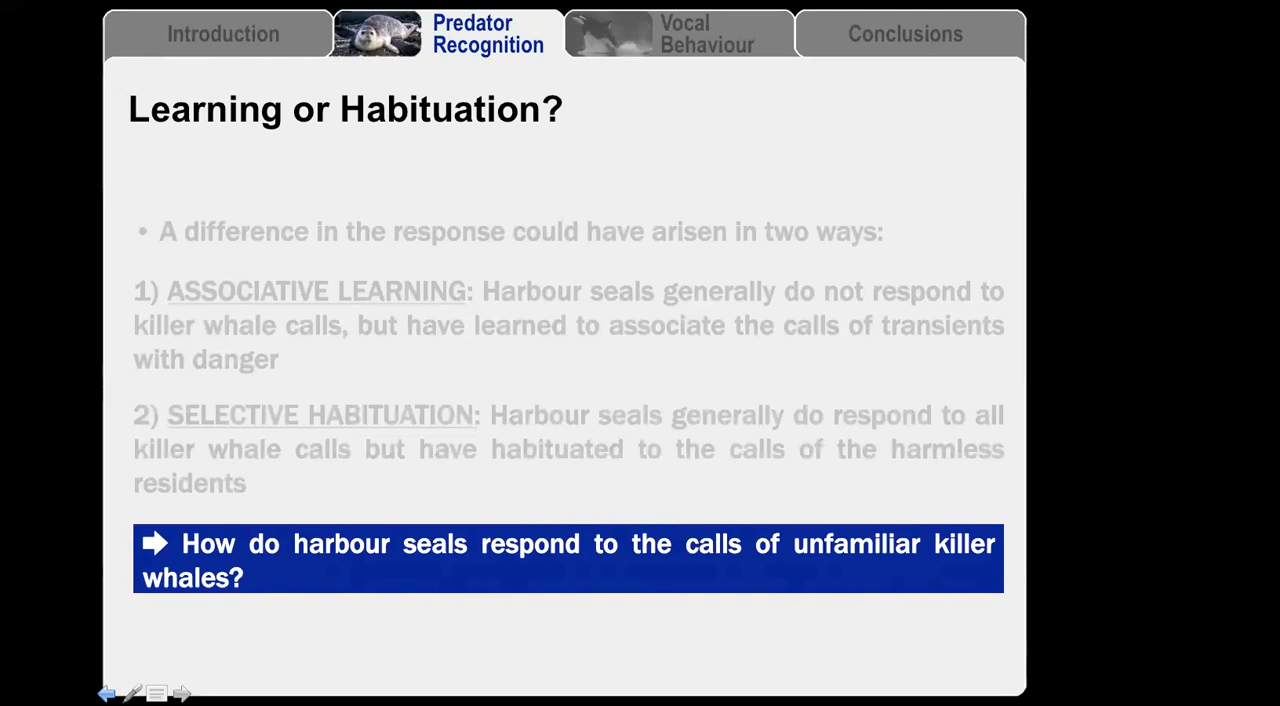 Introduction
Predator
Recognition
Vocal
Behaviour
Conclusions
Learning or Habituation?
• A difference in the response could have arisen in two ways:
1) ASSOCIATIVE LEARNING: Harbour seals generally do not respond to
killer whale calls, but have learned to associate the calls of transients
with danger
2) SELECTIVE HABITUATION: Harbour seals generally do respond to all
killer whale calls but have habituated to the calls of the harmless
residents
➡ How do harbour seals respond to the calls of unfamiliar killer
whales?